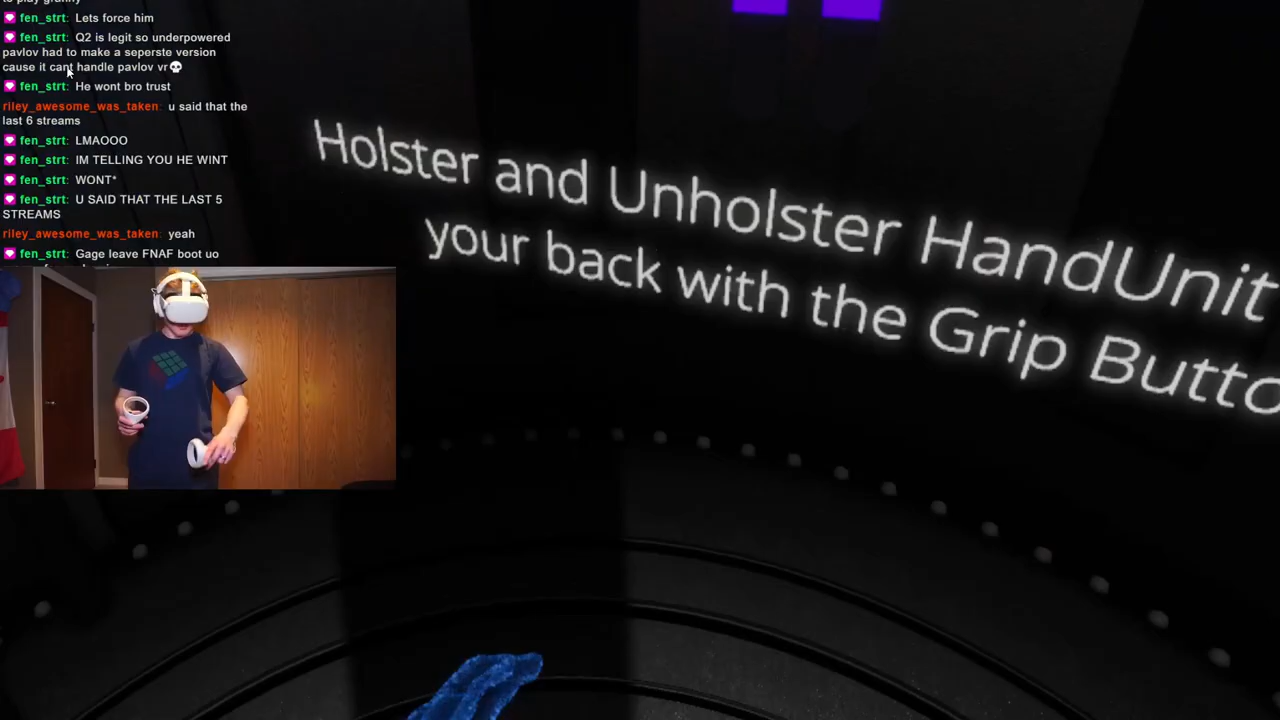 fen_strt: Lets force him
fen_strt: Q2 is legit so underpowered
pavlov had to make a seperste version
cause it cant handle pavlov vr💀
fen_strt: He wont bro trust
riley_awesome_was_taken: u said that the
last 6 streams
fen_strt: LMAOOO
fen_strt: IM TELLING YOU HE WINT
fen_strt: WONT*
fen_strt: U SAID THAT THE LAST 5
STREAMS
riley_awesome_was_taken: yeah
fen_strt: Gage leave FNAF boot uo
Holster and Unholster HandUnit
your back with the Grip Butto